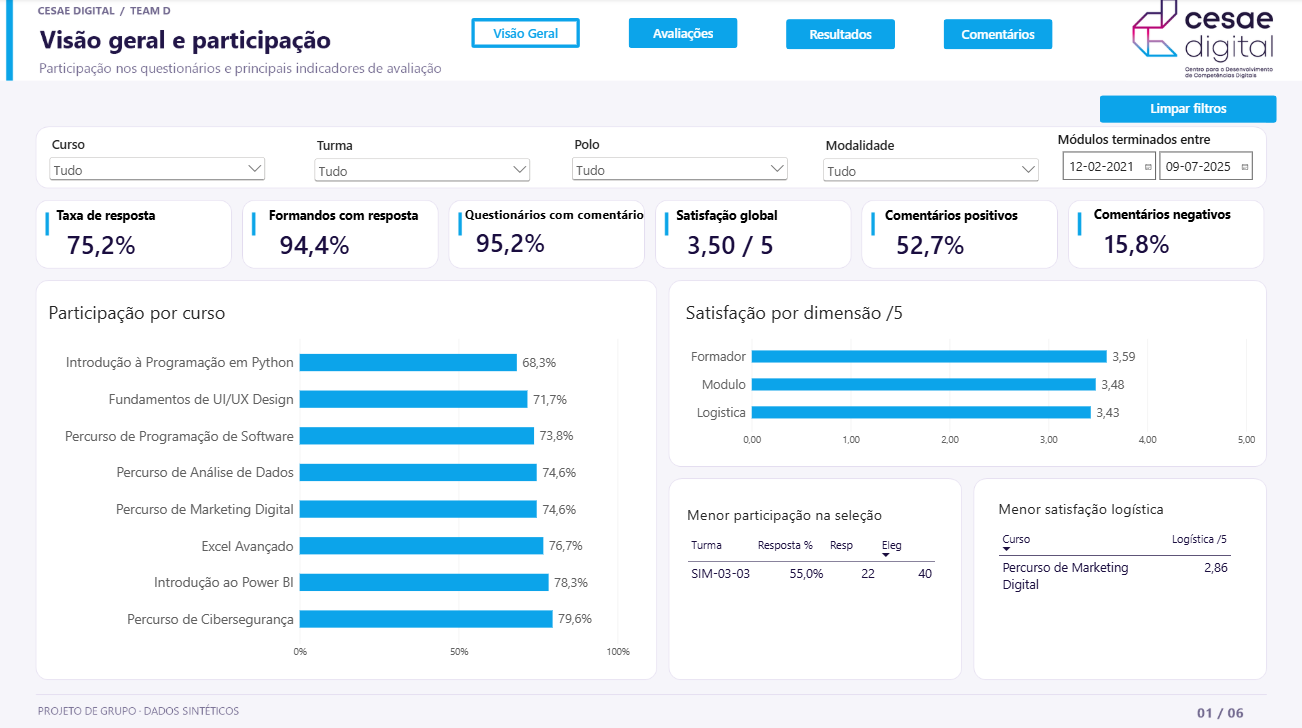 CESAE DIGITAL / TEAM D
Visão geral e participação
Participação nos questionários e principais indicadores de avaliação
Visão Geral
Avaliações
Resultados
Comentários
cesae
digital
Centro para o Desenvolvimento
de Competências Digitais
Limpar filtros
Curso
Tudo
Turma
Tudo
Polo
Tudo
Modalidade
Tudo
Módulos terminados entre
12-02-2021
09-07-2025
Taxa de resposta
75,2%
Formandos com resposta
94,4%
Questionários com comentário
95,2%
Satisfação global
3,50 / 5
Comentários positivos
52,7%
Comentários negativos
15,8%
Participação por curso
Introdução à Programação em Python 68,3%
Fundamentos de UI/UX Design 71,7%
Percurso de Programação de Software 73,8%
Percurso de Análise de Dados 74,6%
Percurso de Marketing Digital 74,6%
Excel Avançado 76,7%
Introdução ao Power BI 78,3%
Percurso de Cibersegurança 79,6%
0% 50% 100%
Satisfação por dimensão /5
Formador 3,59
Modulo 3,48
Logistica 3,43
0,00 1,00 2,00 3,00 4,00 5,00
Menor participação na seleção
Turma Resposta % Resp Eleg
SIM-03-03 55,0% 22 40
Menor satisfação logística
Curso Logística /5
Percurso de Marketing 2,86
Digital
PROJETO DE GRUPO · DADOS SINTÉTICOS
01 / 06